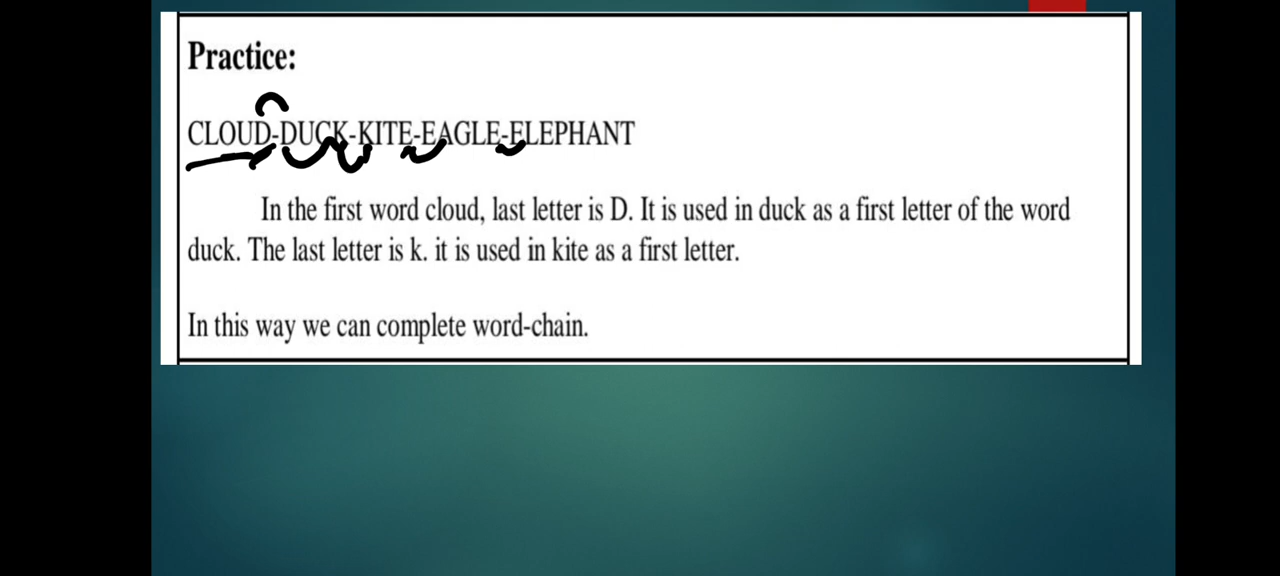 Practice:
CLOUD-DUCK-KITE-EAGLE-ELEPHANT
In the first word cloud, last letter is D. It is used in duck as a first letter of the word
duck. The last letter is k. it is used in kite as a first letter.
In this way we can complete word-chain.